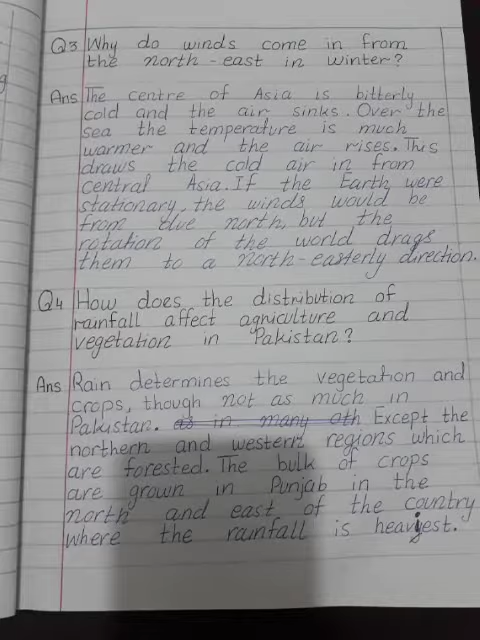 Q3 Why do winds come in from
the north-east in winter?
Ans The centre of Asia is bitterly
cold and the air sinks. Over the
sea the temperature is much
warmer and the air rises. This
draws the cold air in from
central Asia. If the Earth were
stationary, the winds would be
from due north, but the
rotation of the world drags
them to a north-easterly direction.
Q4 How does the distribution of
rainfall affect agriculture and
vegetation in Pakistan?
Ans Rain determines the vegetation and
crops, though not as much in
Pakistan. as in many oth Except the
northern and western regions which
are forested. The bulk of crops
are grown in Punjab in the
north and east of the country
where the rainfall is heaviest.